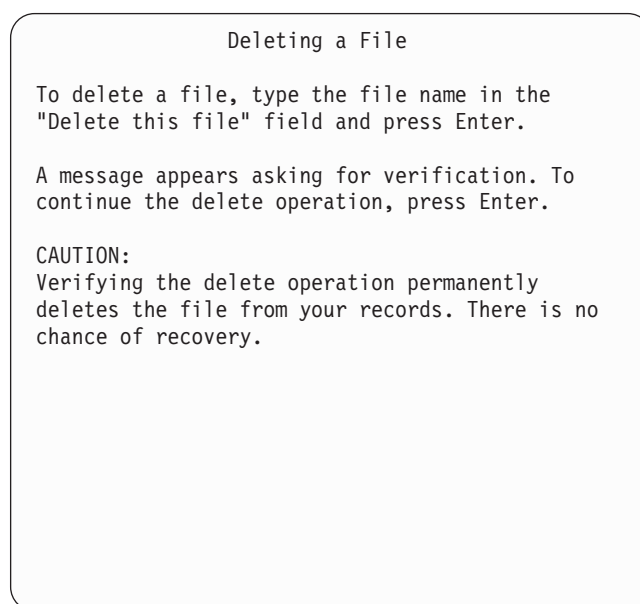 Deleting a File
To delete a file, type the file name in the
"Delete this file" field and press Enter.
A message appears asking for verification. To
continue the delete operation, press Enter.
CAUTION:
Verifying the delete operation permanently
deletes the file from your records. There is no
chance of recovery.